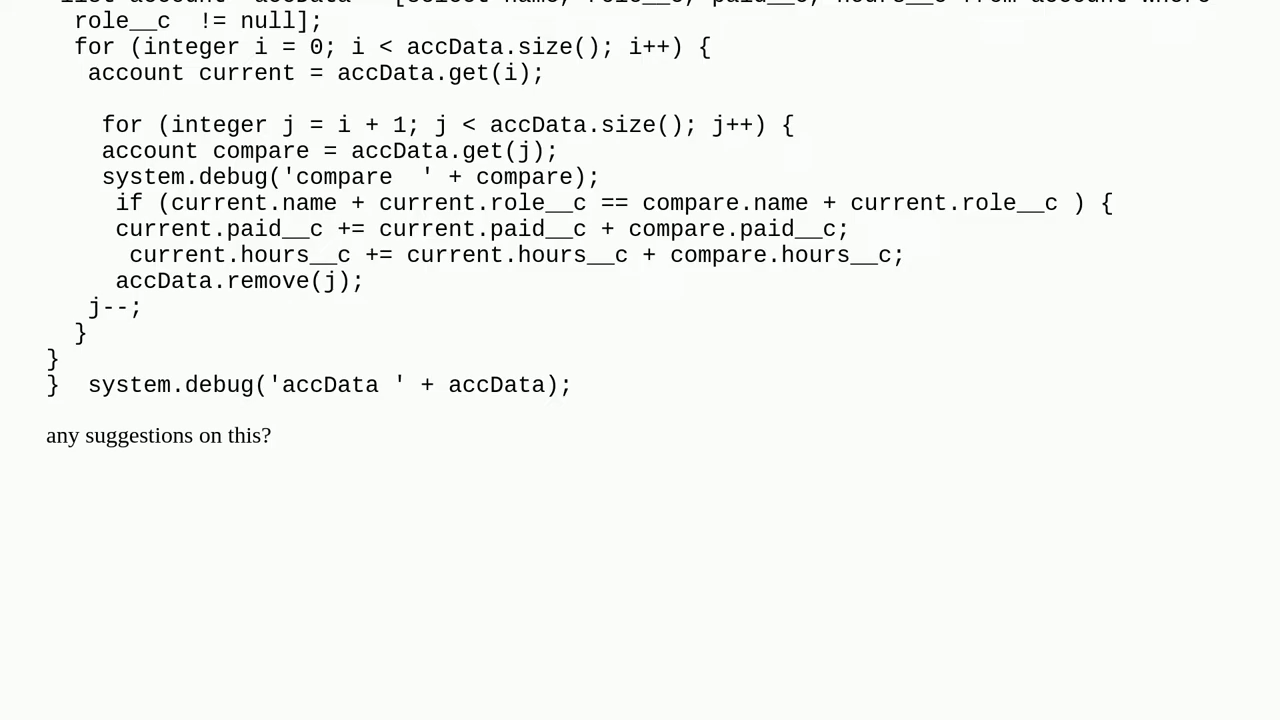 role__c  != null];
for (integer i = 0; i < accData.size(); i++) {
account current = accData.get(i);
for (integer j = i + 1; j < accData.size(); j++) {
account compare = accData.get(j);
system.debug('compare  ' + compare);
if (current.name + current.role__c == compare.name + current.role__c ) {
current.paid__c += current.paid__c + compare.paid__c;
current.hours__c += current.hours__c + compare.hours__c;
accData.remove(j);
j--;
}
}
}  system.debug('accData ' + accData);
any suggestions on this?